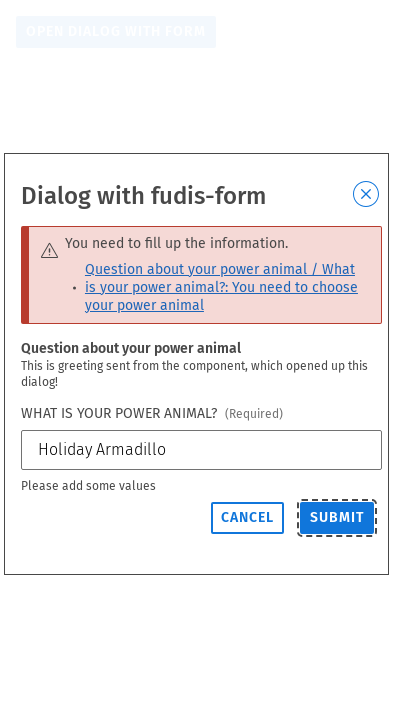 OPEN DIALOG WITH FORM
Dialog with fudis-form
You need to fill up the information.
Question about your power animal / What
is your power animal?: You need to choose
your power animal
Question about your power animal
This is greeting sent from the component, which opened up this
dialog!
WHAT IS YOUR POWER ANIMAL? (Required)
Holiday Armadillo
Please add some values
CANCEL SUBMIT